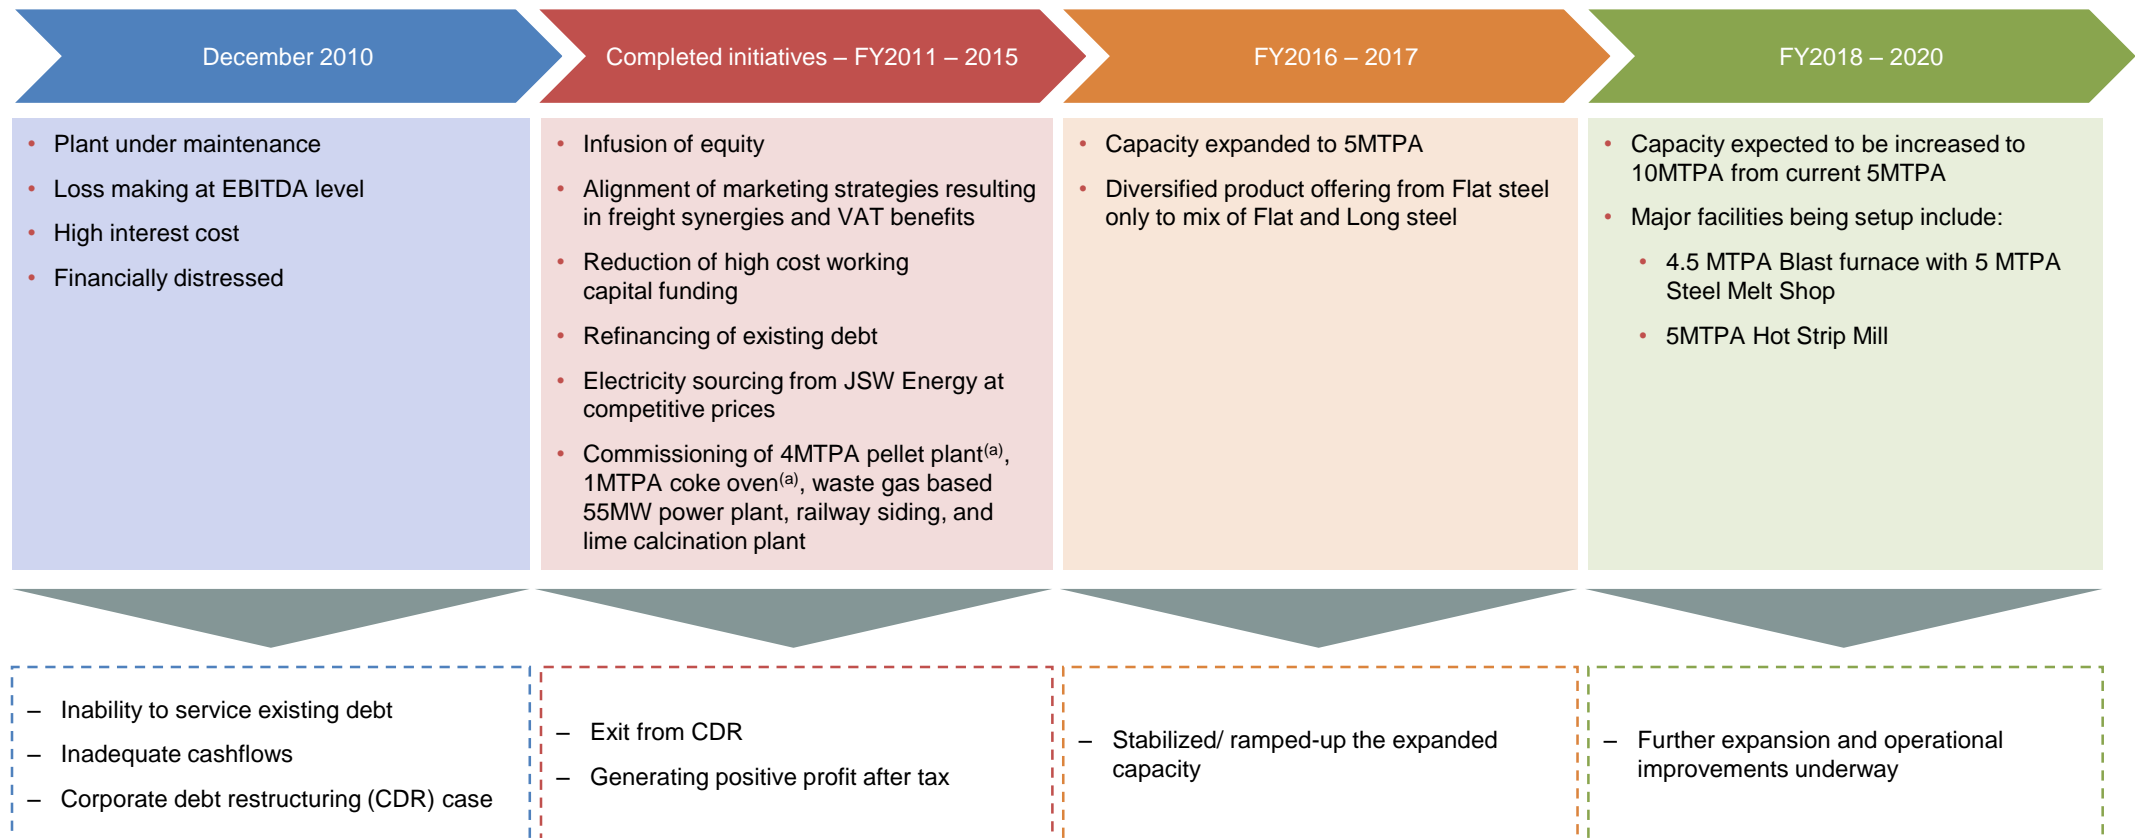 December 2010
Completed initiatives – FY2011 – 2015
FY2016 – 2017
FY2018 – 2020
• Plant under maintenance
• Loss making at EBITDA level
• High interest cost
• Financially distressed
• Infusion of equity
• Alignment of marketing strategies resulting
in freight synergies and VAT benefits
• Reduction of high cost working
capital funding
• Refinancing of existing debt
• Electricity sourcing from JSW Energy at
competitive prices
• Commissioning of 4MTPA pellet plant(a),
1MTPA coke oven(a), waste gas based
55MW power plant, railway siding, and
lime calcination plant
• Capacity expanded to 5MTPA
• Diversified product offering from Flat steel
only to mix of Flat and Long steel
• Capacity expected to be increased to
10MTPA from current 5MTPA
• Major facilities being setup include:
• 4.5 MTPA Blast furnace with 5 MTPA
Steel Melt Shop
• 5MTPA Hot Strip Mill
– Inability to service existing debt
– Inadequate cashflows
– Corporate debt restructuring (CDR) case
– Exit from CDR
– Generating positive profit after tax
– Stabilized/ ramped-up the expanded
capacity
– Further expansion and operational
improvements underway